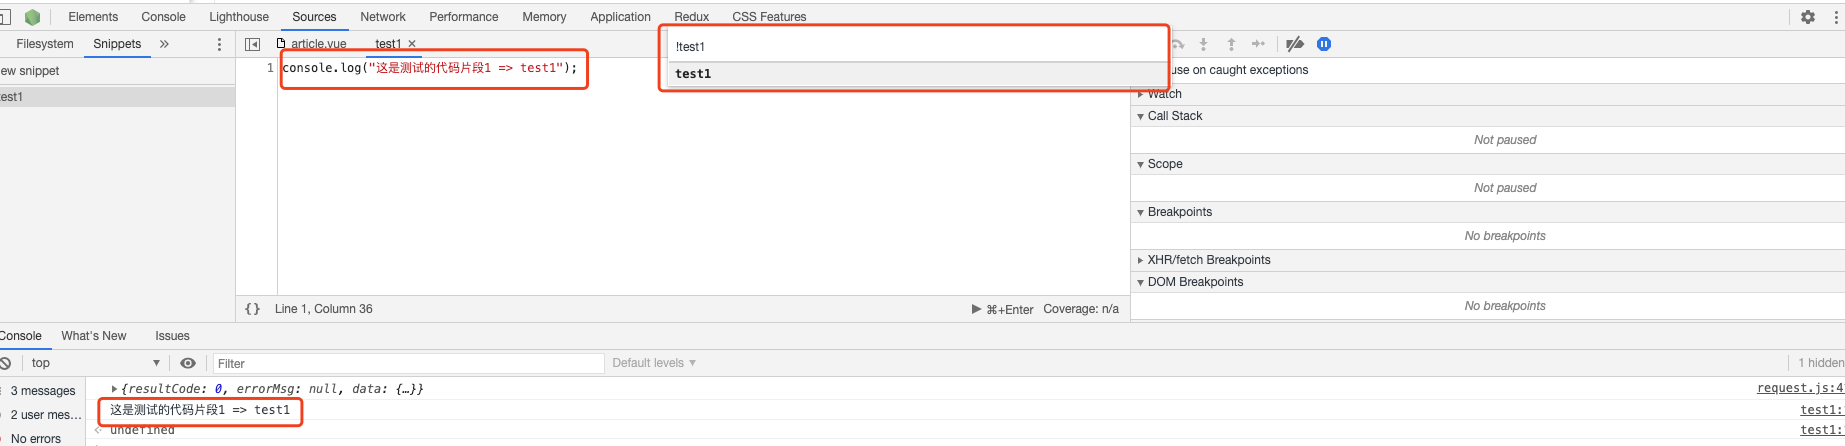 Elements Console Lighthouse Sources Network Performance Memory Application Redux CSS Features
Filesystem Snippets » article.vue test1 ×
!test1
test1
ew snippet
test1
1 console.log("这是测试的代码片段1 => test1");
use on caught exceptions
Watch
Call Stack
Not paused
Scope
Not paused
Breakpoints
No breakpoints
XHR/fetch Breakpoints
DOM Breakpoints
No breakpoints
{} Line 1, Column 36 ⌘+Enter Coverage: n/a
Console What's New Issues
top Filter Default levels 1 hidden
3 messages
2 user mes...
No errors
{resultCode: 0, errorMsg: null, data: {…}} request.js:4
这是测试的代码片段1 => test1 test1:
undefined test1: